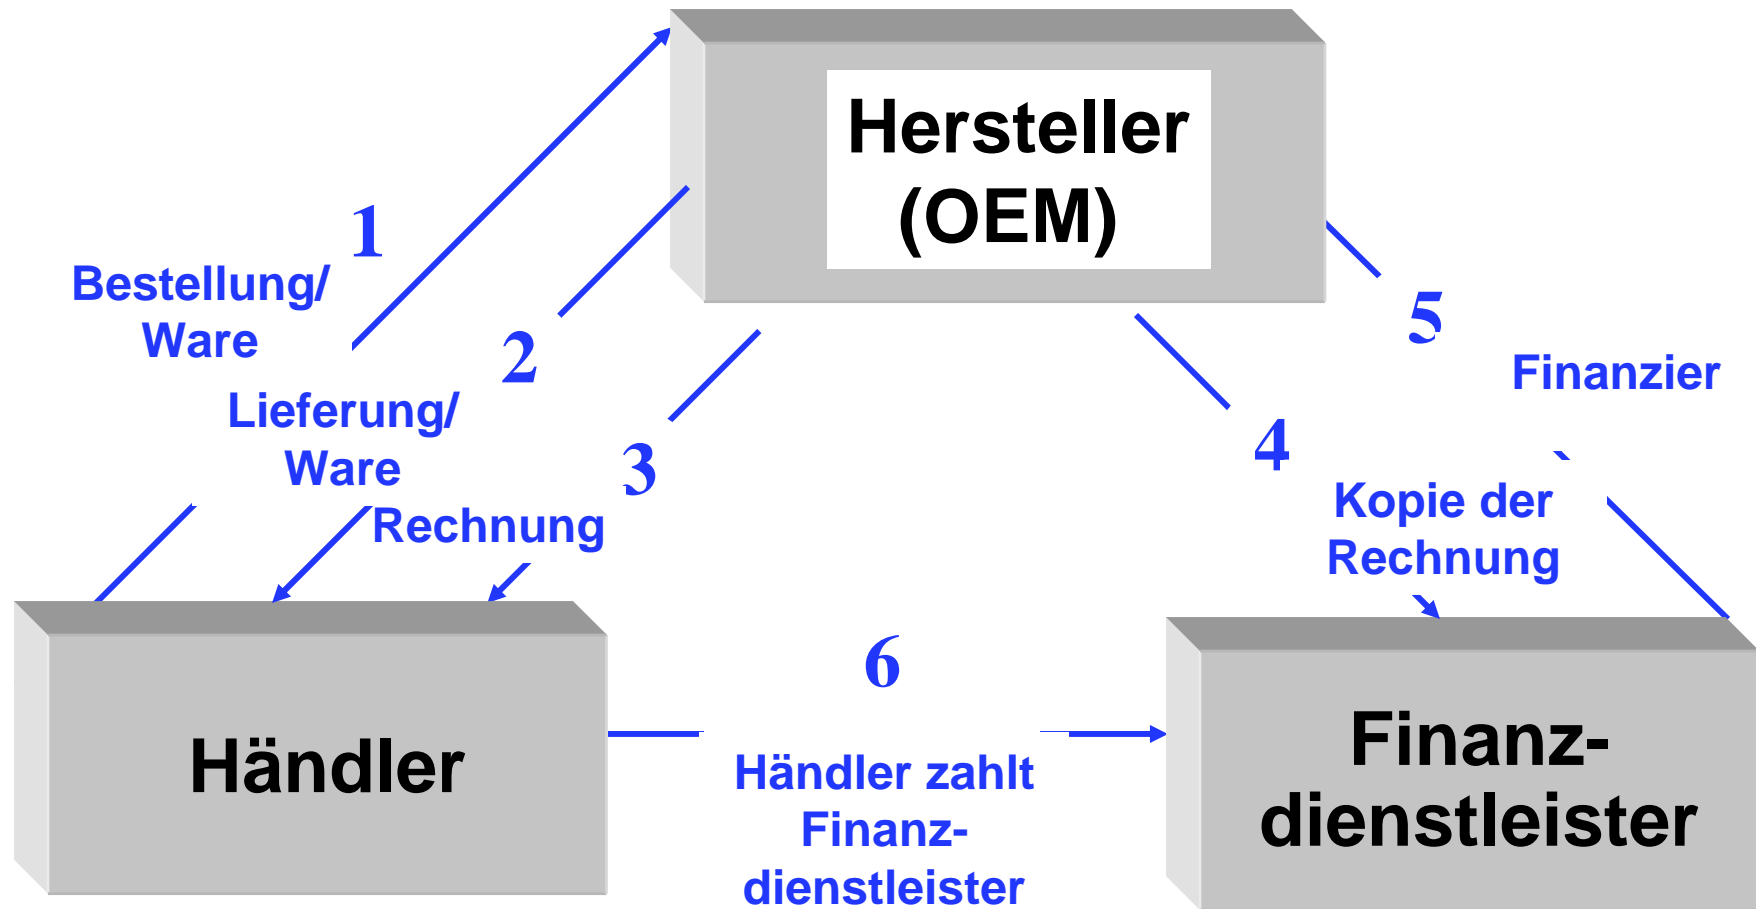 Hersteller
(OEM)
1
Bestellung/
Ware
2
Lieferung/
Ware
3
Rechnung
4
Kopie der
Rechnung
5
Finanzier
6
Händler zahlt
Finanz-
dienstleister
Händler
Finanz-
dienstleister